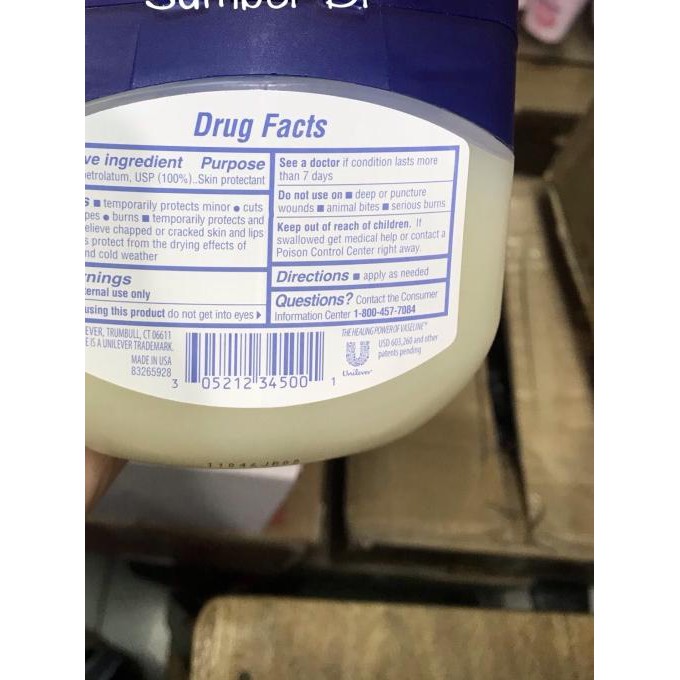 Drug Facts
ve ingredient Purpose
etrolatum, USP (100%)..Skin protectant
s ■ temporarily protects minor ● cuts
pes ● burns ■ temporarily protects and
elieve chapped or cracked skin and lips
s protect from the drying effects of
nd cold weather
rnings
ernal use only
using this product do not get into eyes ▶
See a doctor if condition lasts more
than 7 days
Do not use on ■ deep or puncture
wounds ■ animal bites ■ serious burns
Keep out of reach of children. If
swallowed get medical help or contact a
Poison Control Center right away.
Directions ■ apply as needed
Questions? Contact the Consumer
Information Center 1-800-457-7084
EVER, TRUMBULL, CT 06611
E IS A UNILEVER TRADEMARK
MADE IN USA
83265928
3 05212 34500 1
THE HEALING POWER OF VASELINE™
USD 603,260 and other
patents pending
Unilever